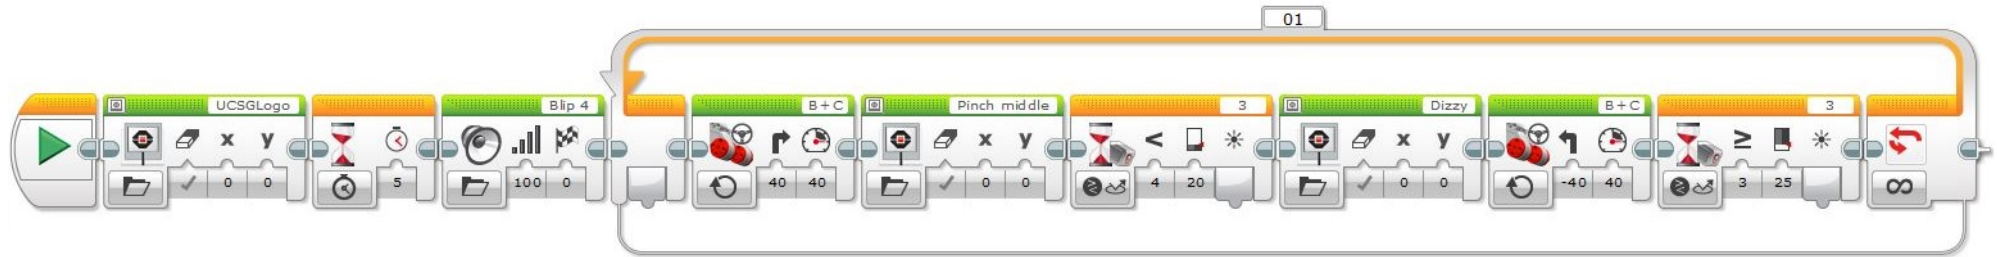 01
UCSGLogo
Blip 4
B+C
Pinch middle
3
Dizzy
B+C
3
x y
x y
< 
x y
≥
0 0
5
100 0
40 40
0 0
4 20
0 0
-40 40
3 25
∞